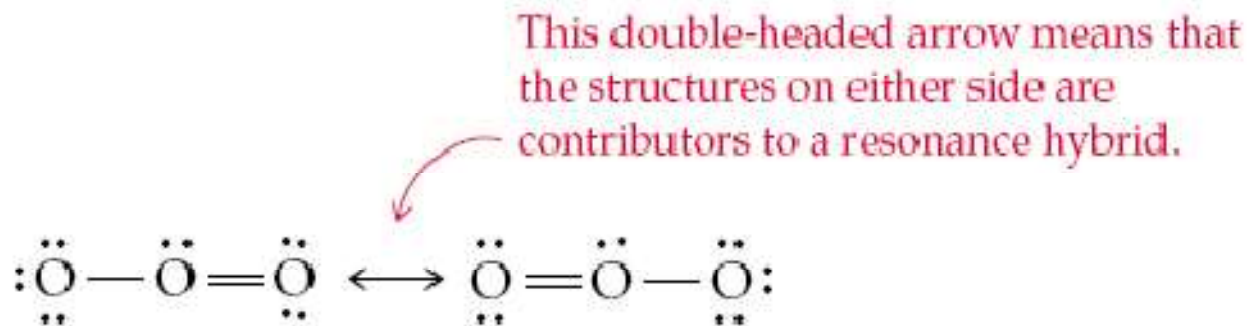 This double-headed arrow means that
the structures on either side are
contributors to a resonance hybrid.
:Ö — Ö = Ö ⟷ Ö = Ö — Ö: